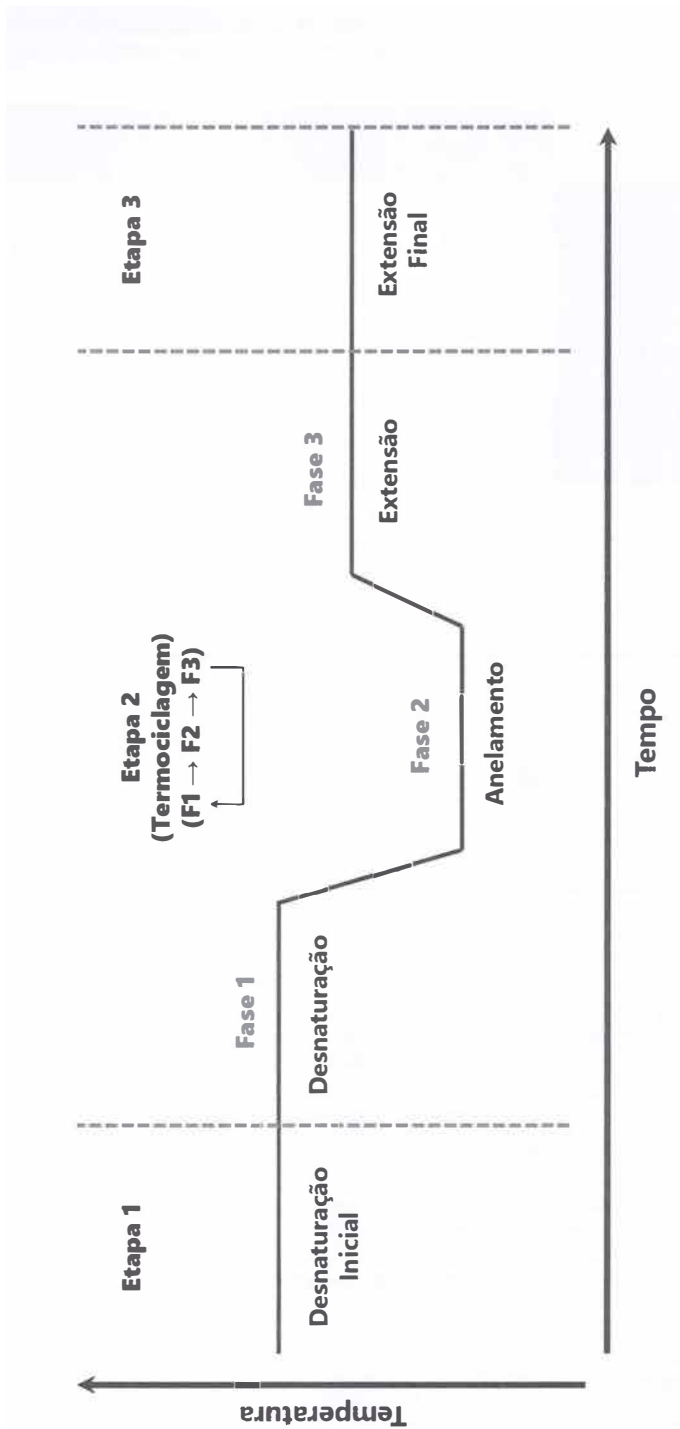 Etapa 1
Etapa 2
(Termociclagem)
(F1 → F2 → F3)
Etapa 3
Fase 1
Fase 2
Fase 3
Desnaturação
Inicial
Desnaturação
Anelamento
Extensão
Extensão
Final
Temperatura
Tempo